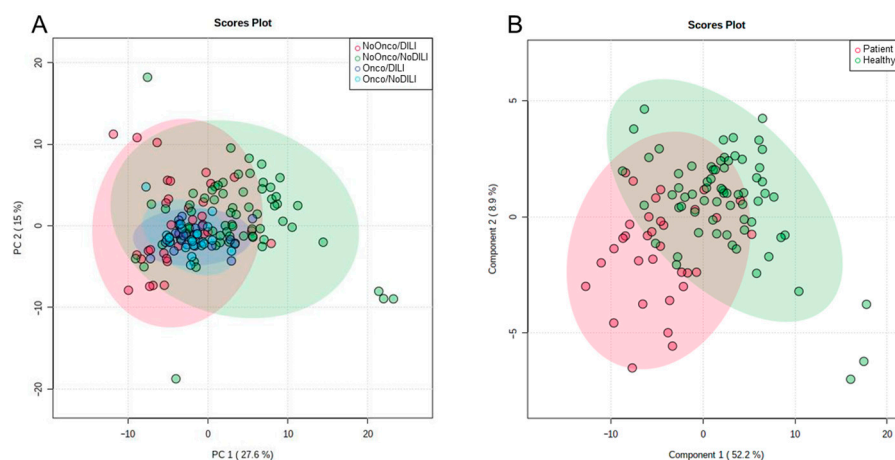 A
Scores Plot
NoOnco/DILI
NoOnco/NoDILI
Onco/DILI
Onco/NoDILI
20
10
0
-10
-20
PC 2 ( 15 %)
-10
0
10
20
PC 1 ( 27.6 %)
B
Scores Plot
Patient
Healthy
5
0
-5
Component 2 ( 8.9 %)
-10
0
10
20
Component 1 ( 52.2 %)